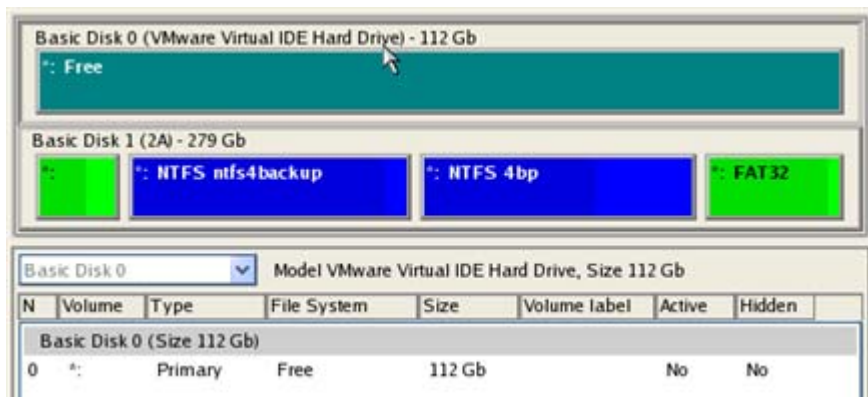 Basic Disk 0 (VMware Virtual IDE Hard Drive) - 112 Gb
*: Free
Basic Disk 1 (2A) - 279 Gb
*: *: NTFS ntfs4backup *: NTFS 4bp *: FAT32
Basic Disk 0 Model VMware Virtual IDE Hard Drive, Size 112 Gb
N Volume Type File System Size Volume label Active Hidden
Basic Disk 0 (Size 112 Gb)
0 *: Primary Free 112 Gb No No